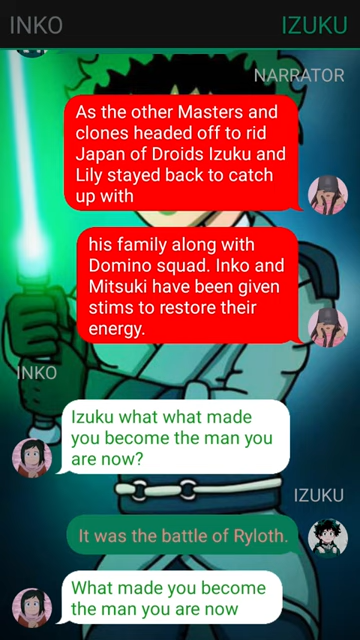 INKO
IZUKU
NARRATOR
As the other Masters and
clones headed off to rid
Japan of Droids Izuku and
Lily stayed back to catch
up with
his family along with
Domino squad. Inko and
Mitsuki have been given
stims to restore their
energy.
INKO
Izuku what what made
you become the man you
are now?
IZUKU
It was the battle of Ryloth.
What made you become
the man you are now